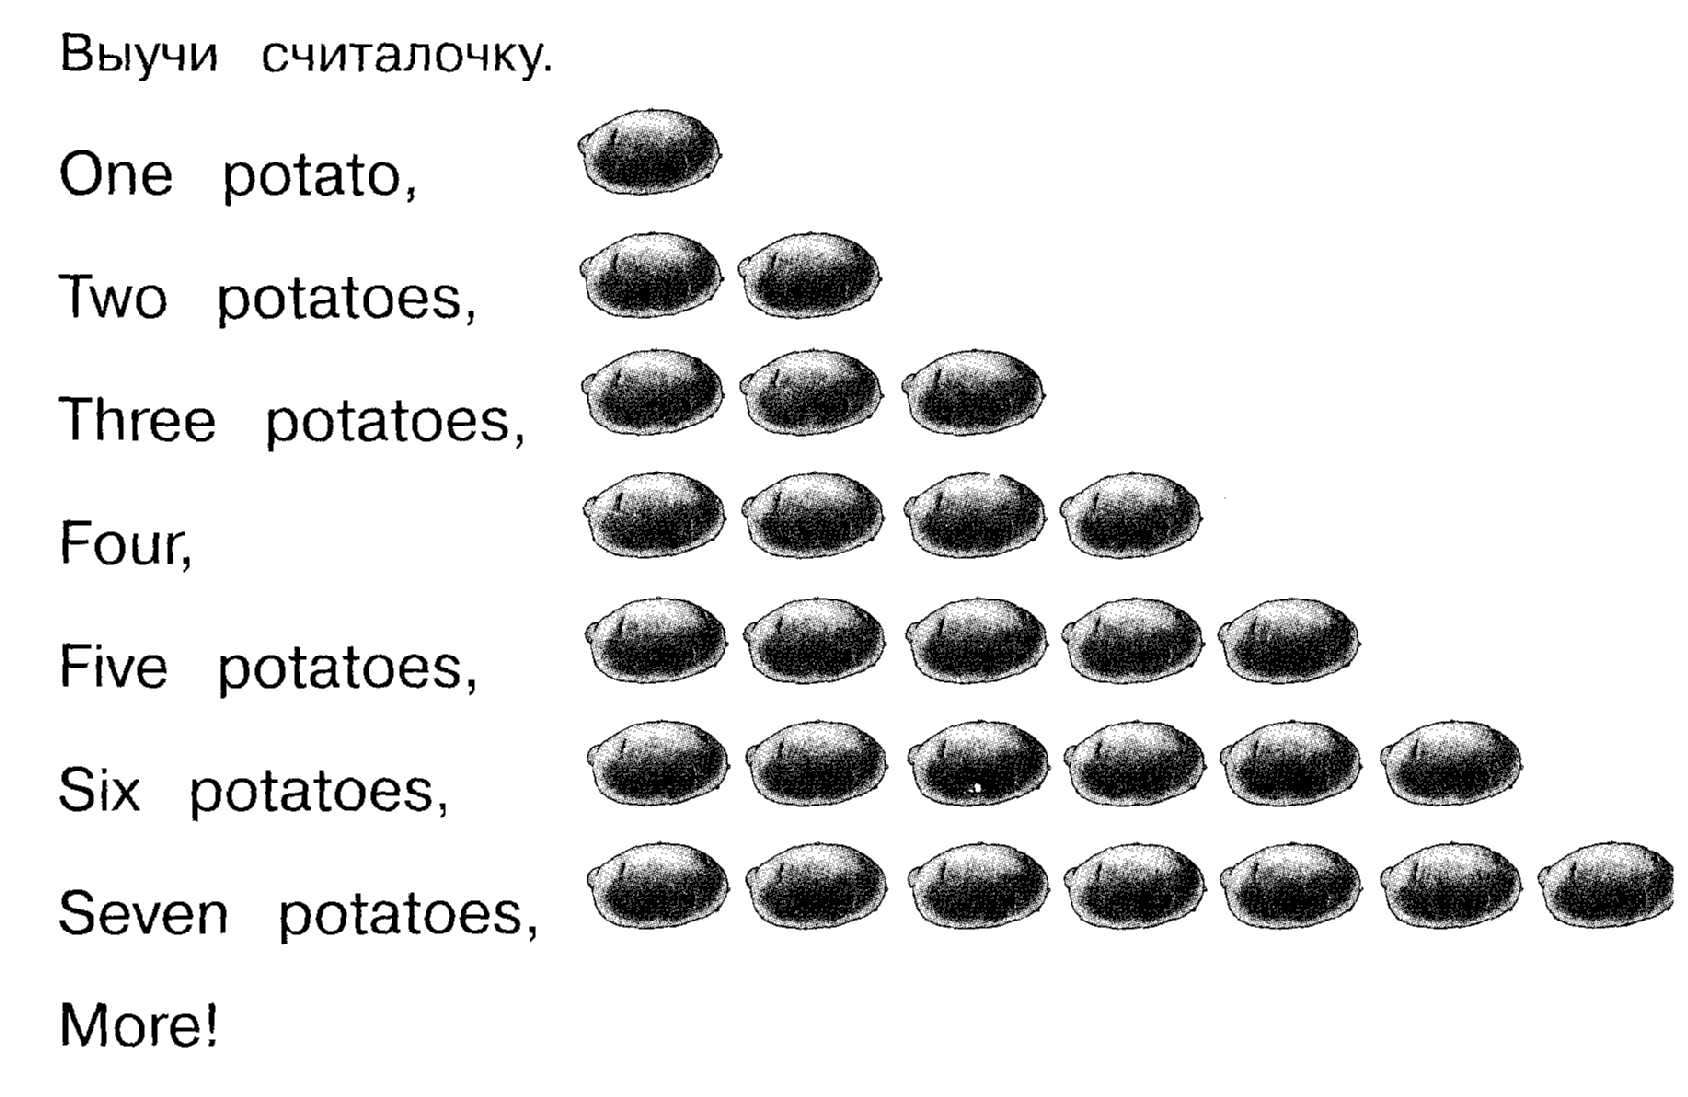 Выучи считалочку.
One potato,
Two potatoes,
Three potatoes,
Four,
Five potatoes,
Six potatoes,
Seven potatoes,
More!